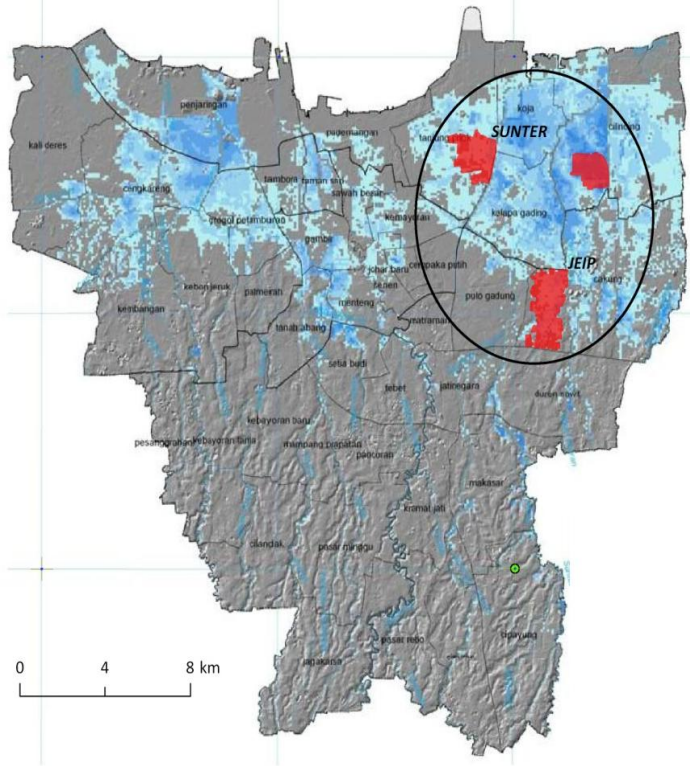 penjaringan
koja
cilincing
SUNTER
pademangan
kali deres
tambora
taman sari
cengkareng
sawah besar
kelapa gading
kemayoran
grogol petamburan
gambir
cempaka putih
JEIP
johar baru
cakung
kebon jeruk
palmerah
senen
pulo gadung
kembangan
menteng
tanah abang
matraman
setia budi
tebet
jatinegara
duren sawit
kebayoran baru
pesanggrahan
kebayoran lama
mampang prapatan
pancoran
makasar
kramat jati
cilandak
pasar minggu
cipayung
pasar rebo
jagakarsa
0 4 8 km